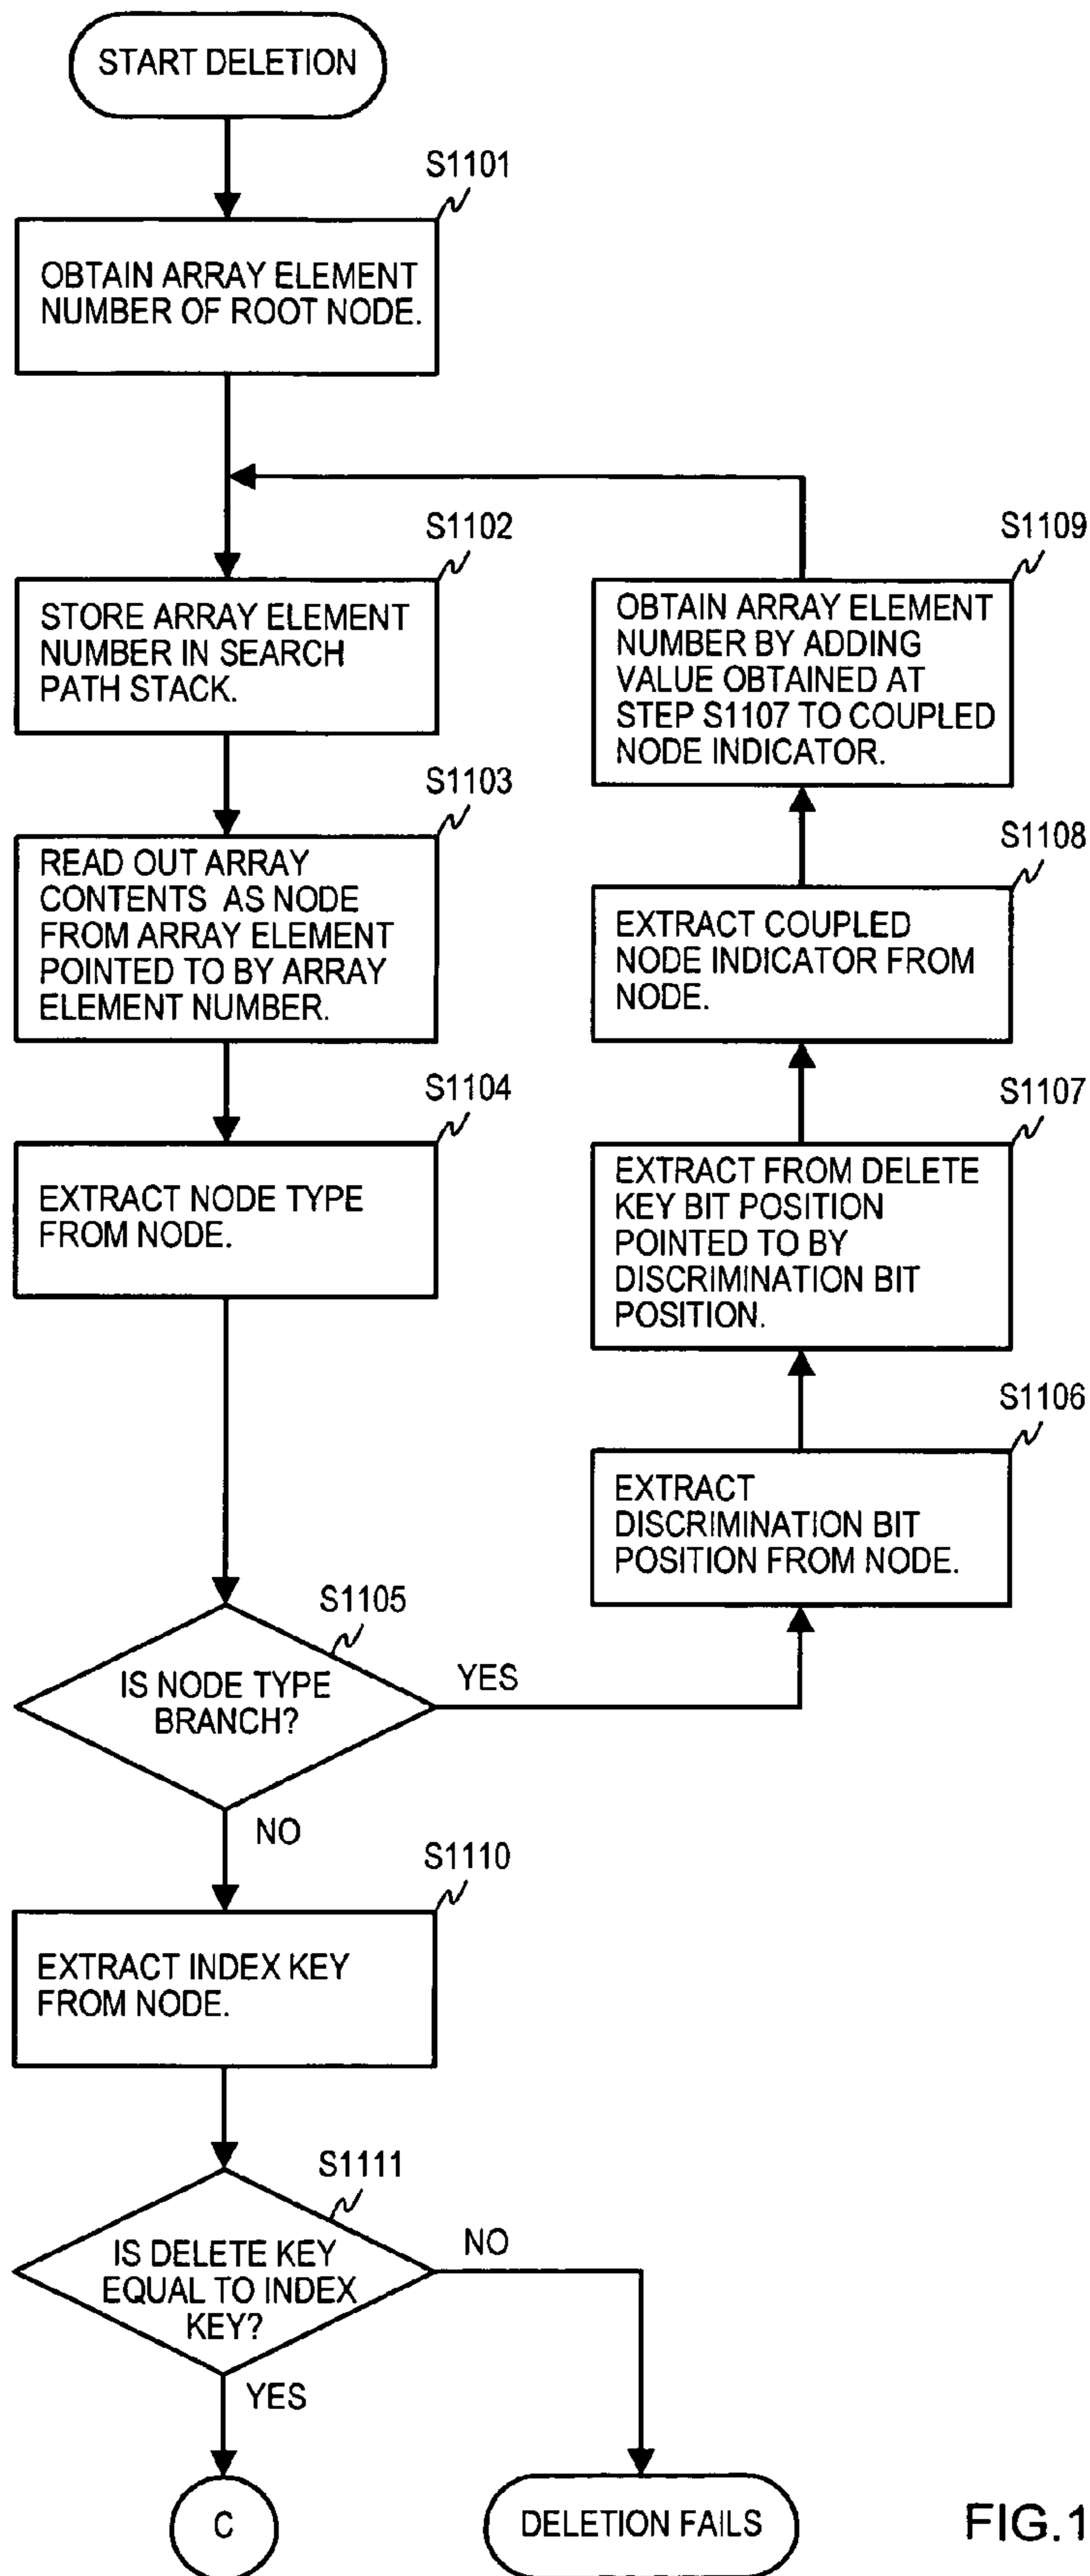 START DELETION
S1101
OBTAIN ARRAY ELEMENT
NUMBER OF ROOT NODE.
S1102
STORE ARRAY ELEMENT
NUMBER IN SEARCH
PATH STACK.
S1103
READ OUT ARRAY
CONTENTS AS NODE
FROM ARRAY ELEMENT
POINTED TO BY ARRAY
ELEMENT NUMBER.
S1104
EXTRACT NODE TYPE
FROM NODE.
S1105
IS NODE TYPE
BRANCH?
YES
NO
S1106
EXTRACT
DISCRIMINATION BIT
POSITION FROM NODE.
S1107
EXTRACT FROM DELETE
KEY BIT POSITION
POINTED TO BY
DISCRIMINATION BIT
POSITION.
S1108
EXTRACT COUPLED
NODE INDICATOR FROM
NODE.
S1109
OBTAIN ARRAY ELEMENT
NUMBER BY ADDING
VALUE OBTAINED AT
STEP S1107 TO COUPLED
NODE INDICATOR.
S1110
EXTRACT INDEX KEY
FROM NODE.
S1111
IS DELETE KEY
EQUAL TO INDEX
KEY?
NO
YES
C
DELETION FAILS
FIG.1